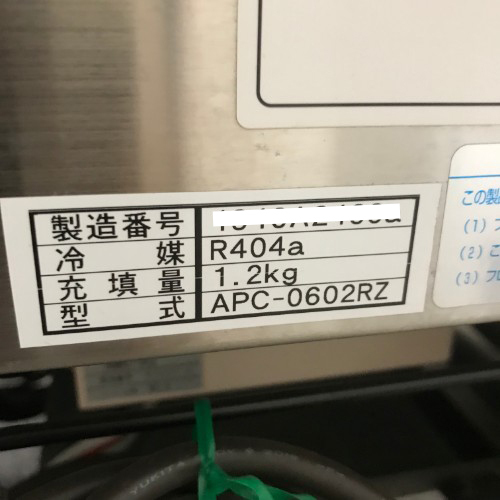 製造番号
冷媒 R404a
充填量 1.2kg
型式 APC-0602RZ
この製
(1)
(2) こ
(3) フロ